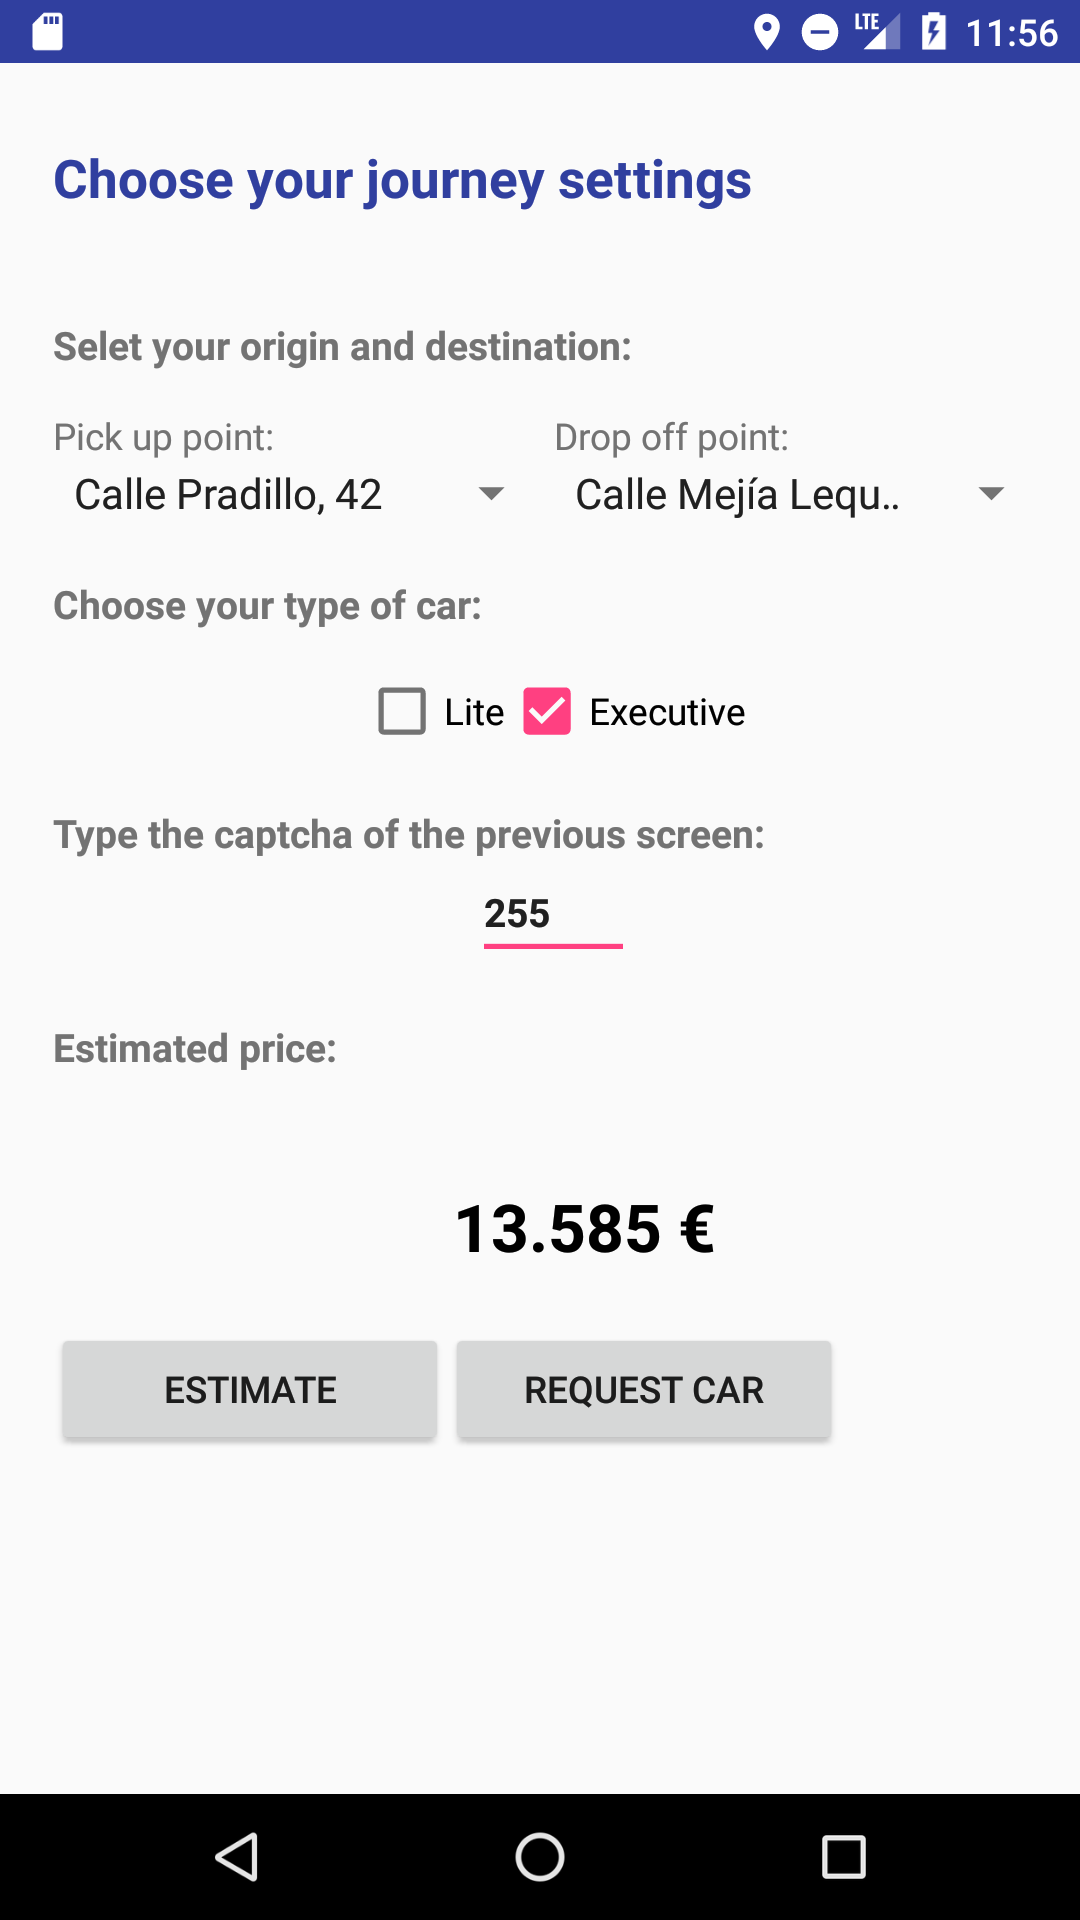 LTE 11:56
Choose your journey settings
Selet your origin and destination:
Pick up point: Drop off point:
Calle Pradillo, 42 Calle Mejía Lequ..
Choose your type of car:
Lite Executive
Type the captcha of the previous screen:
255
Estimated price:
13.585 €
ESTIMATE REQUEST CAR